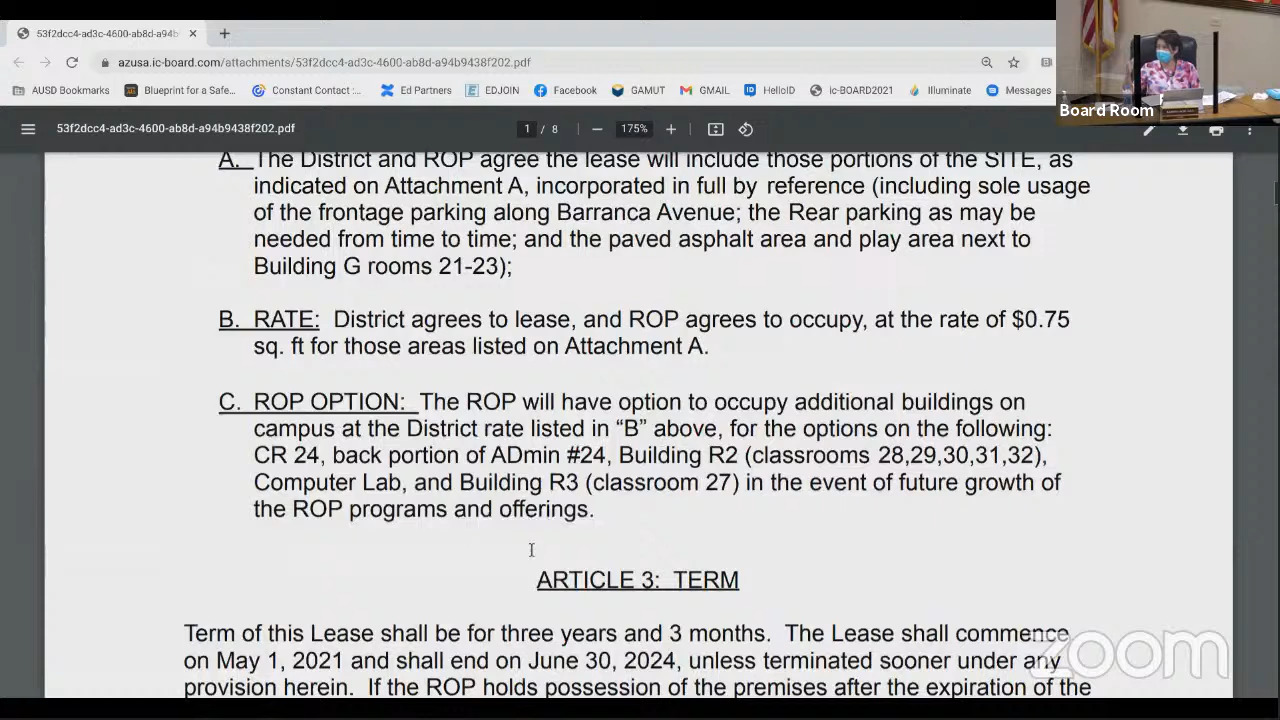 53f2dcc4-ad3c-4600-ab8d-a94b
azusa.ic-board.com/attachments/53f2dcc4-ad3c-4600-ab8d-a94b9438f202.pdf
AUSD Bookmarks Blueprint for a Safe... Constant Contact :... Ed Partners EDJOIN Facebook GAMUT GMAIL HelloID ic-BOARD2021 Illuminate Messages
Board Room
53f2dcc4-ad3c-4600-ab8d-a94b9438f202.pdf 1 / 8 175%
A. The District and ROP agree the lease will include those portions of the SITE, as
indicated on Attachment A, incorporated in full by reference (including sole usage
of the frontage parking along Barranca Avenue; the Rear parking as may be
needed from time to time; and the paved asphalt area and play area next to
Building G rooms 21-23);
B. RATE: District agrees to lease, and ROP agrees to occupy, at the rate of $0.75
sq. ft for those areas listed on Attachment A.
C. ROP OPTION: The ROP will have option to occupy additional buildings on
campus at the District rate listed in “B” above, for the options on the following:
CR 24, back portion of ADmin #24, Building R2 (classrooms 28,29,30,31,32),
Computer Lab, and Building R3 (classroom 27) in the event of future growth of
the ROP programs and offerings.
ARTICLE 3: TERM
Term of this Lease shall be for three years and 3 months. The Lease shall commence
on May 1, 2021 and shall end on June 30, 2024, unless terminated sooner under any
provision herein. If the ROP holds possession of the premises after the expiration of the
zoom